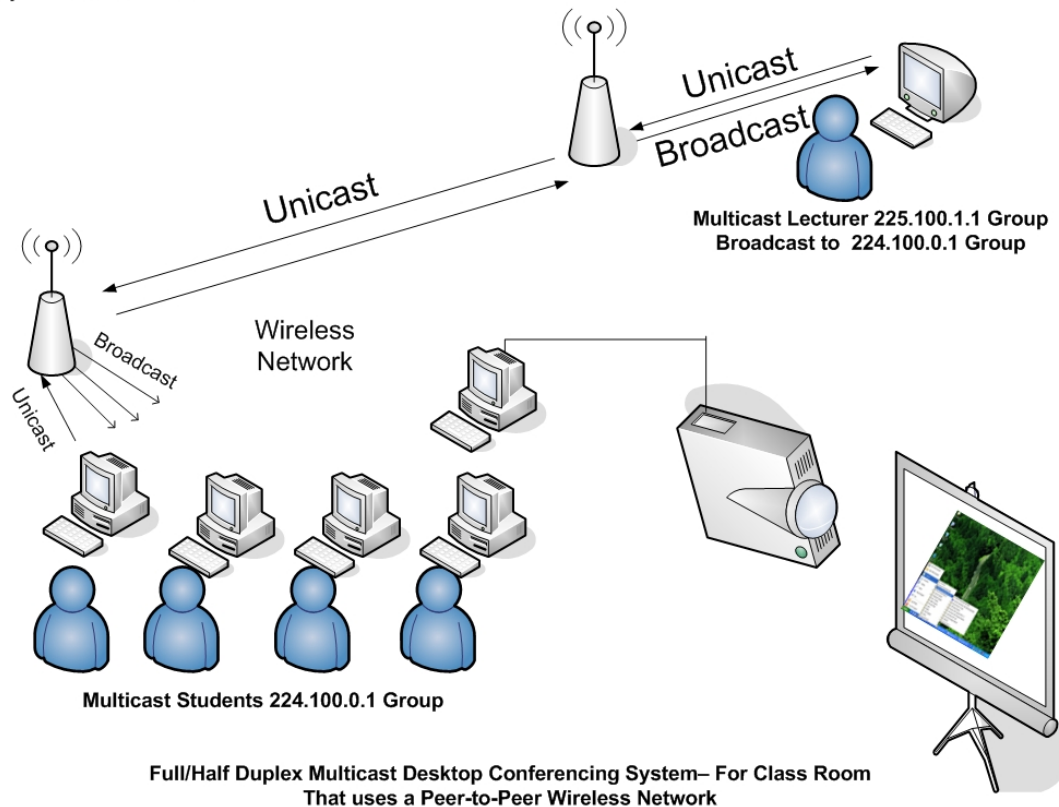 Unicast
Broadcast
Multicast Lecturer 225.100.1.1 Group
Broadcast to 224.100.0.1 Group
Unicast
Wireless
Network
Broadcast
Unicast
Multicast Students 224.100.0.1 Group
Full/Half Duplex Multicast Desktop Conferencing System– For Class Room
That uses a Peer-to-Peer Wireless Network